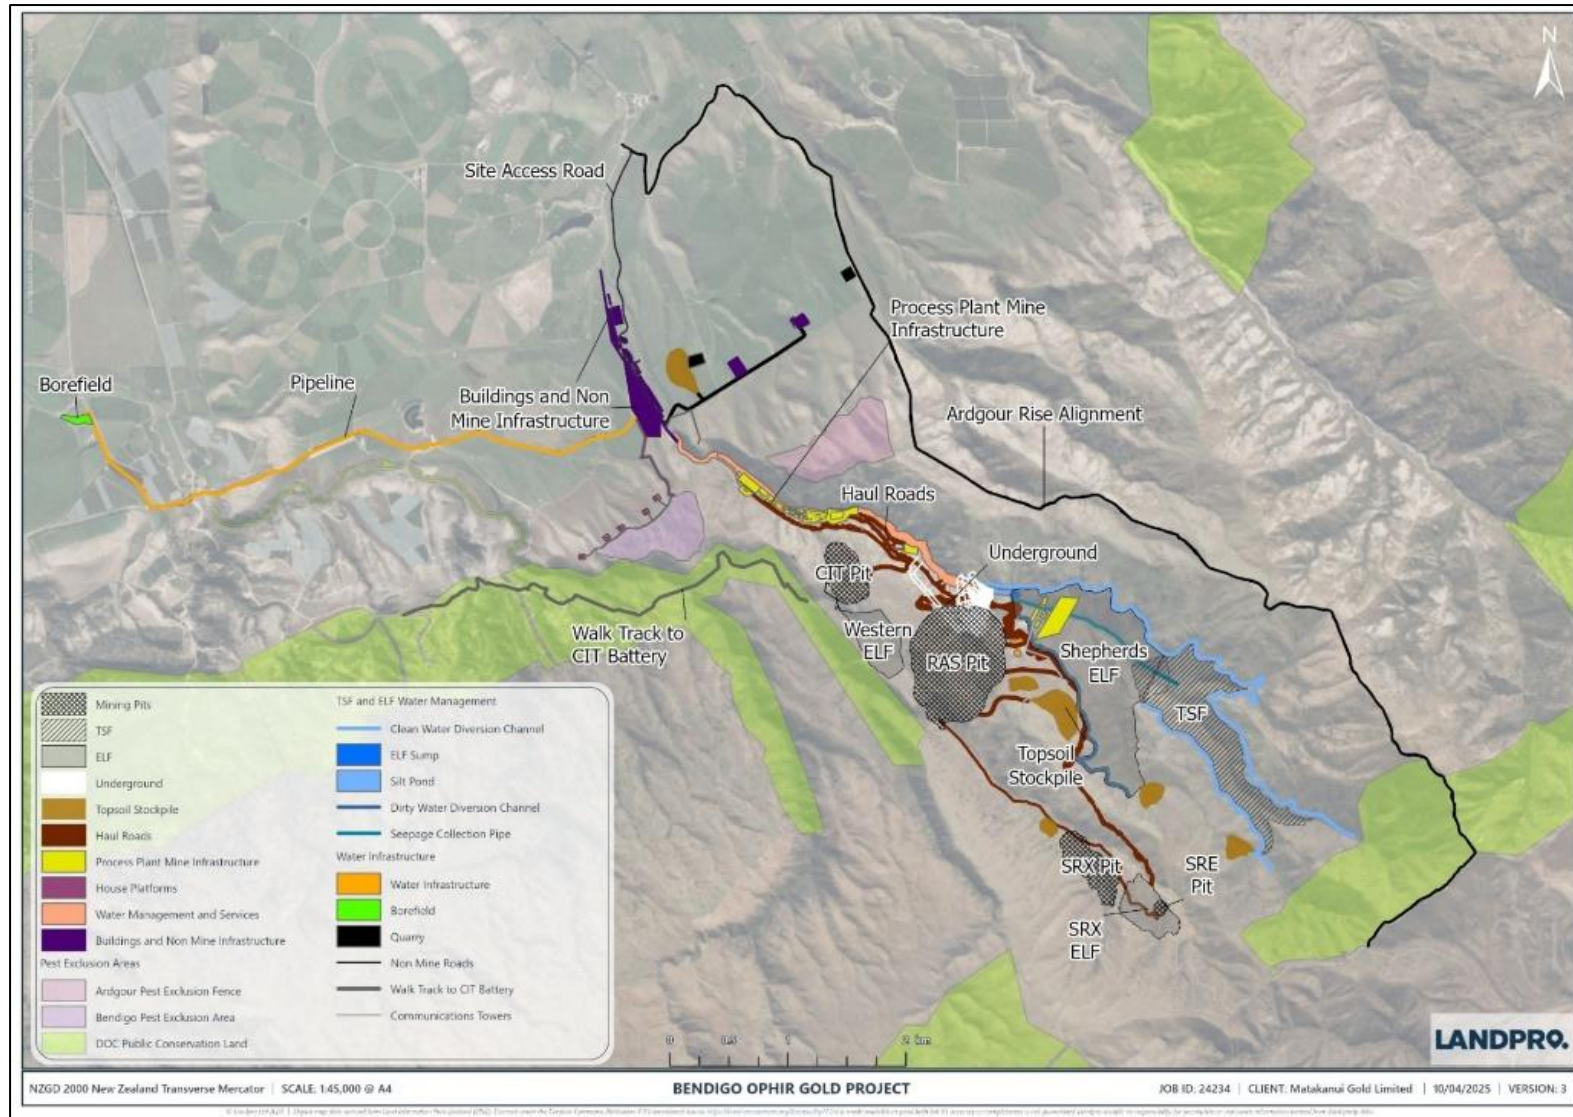 N
Site Access Road
Process Plant Mine
Infrastructure
Borefield
Pipeline
Buildings and Non
Mine Infrastructure
Ardgour Rise Alignment
Haul Roads
Underground
CIT Pit
Western
ELF
RAS Pit
Shepherds
ELF
TSF
Walk Track to
CIT Battery
Topsoil
Stockpile
SRX Pit
SRE
Pit
SRX
ELF
Mining Pits
TSF
ELF
Underground
Topsoil Stockpile
Haul Roads
Process Plant Mine Infrastructure
House Platforms
Water Management and Services
Buildings and Non Mine Infrastructure
Pest Exclusion Areas
Ardgour Pest Exclusion Fence
Bendigo Pest Exclusion Area
DOC Public Conservation Land
TSF and ELF Water Management
Clean Water Diversion Channel
ELF Sump
Silt Pond
Dirty Water Diversion Channel
Seepage Collection Pipe
Water Infrastructure
Water Infrastructure
Borefield
Quarry
Non Mine Roads
Walk Track to CIT Battery
Communications Towers
0 0.5 1 2 km
LANDPRO.
NZGD 2000 New Zealand Transverse Mercator | SCALE: 1:45,000 @ A4
BENDIGO OPHIR GOLD PROJECT
JOB ID: 24234 | CLIENT: Matakanui Gold Limited | 10/04/2025 | VERSION: 3